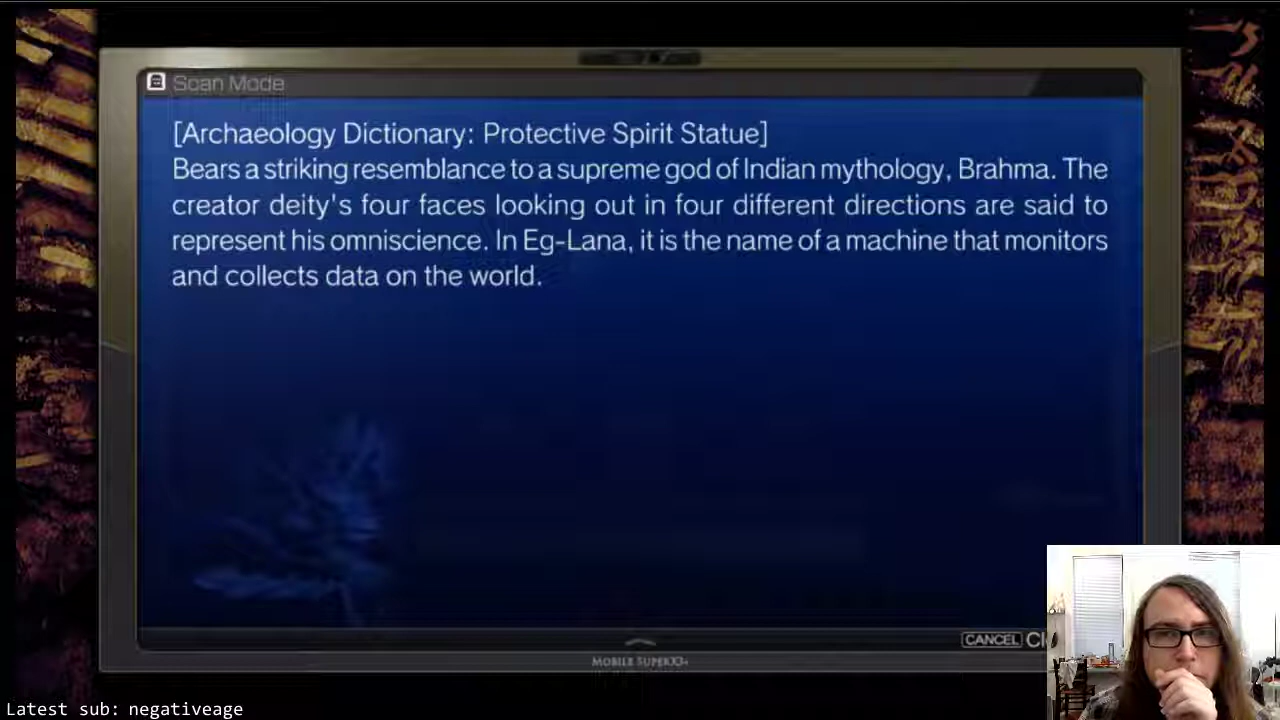 Scan Mode
[Archaeology Dictionary: Protective Spirit Statue]
Bears a striking resemblance to a supreme god of Indian mythology, Brahma. The
creator deity's four faces looking out in four different directions are said to
represent his omniscience. In Eg-Lana, it is the name of a machine that monitors
and collects data on the world.
CANCEL Cl
MOBILE SUPER
Latest sub: negativeage